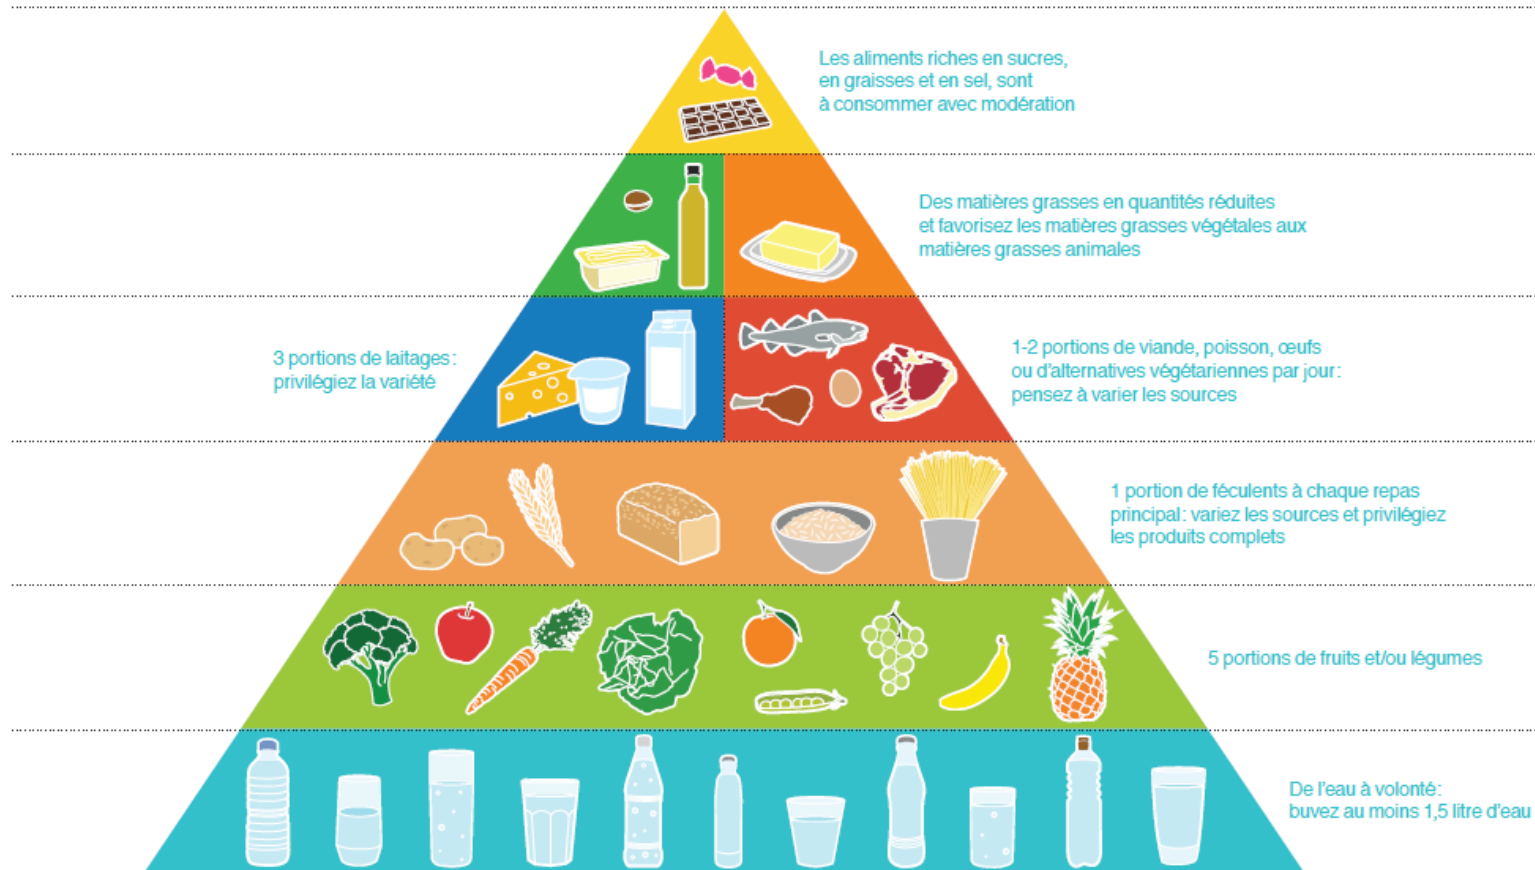 Les aliments riches en sucres,
en graisses et en sel, sont
à consommer avec modération
Des matières grasses en quantités réduites
et favorisez les matières grasses végétales aux
matières grasses animales
3 portions de laitages:
privilégiez la variété
1-2 portions de viande, poisson, œufs
ou d'alternatives végétariennes par jour:
pensez à varier les sources
1 portion de féculents à chaque repas
principal: variez les sources et privilégiez
les produits complets
5 portions de fruits et/ou légumes
De l'eau à volonté:
buvez au moins 1,5 litre d'eau